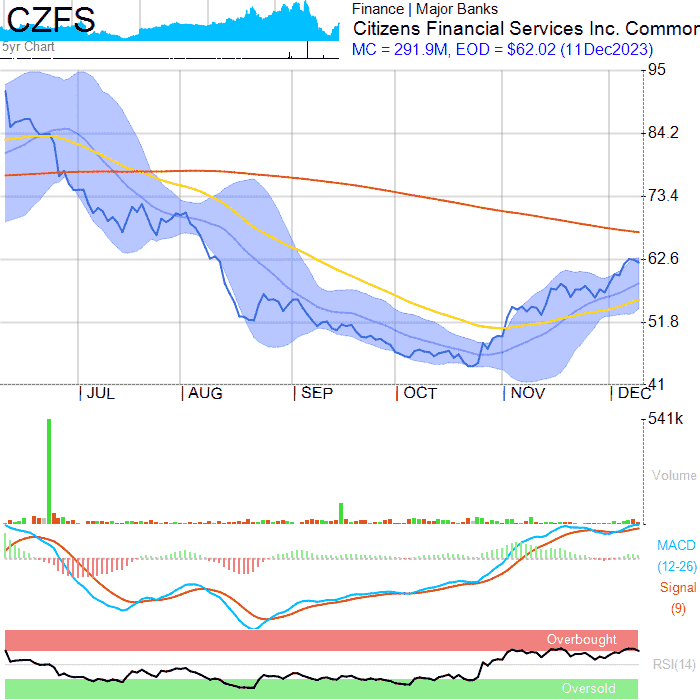 CZFS
Finance | Major Banks
Citizens Financial Services Inc. Common
5yr Chart
MC = 291.9M, EOD = $62.02 (11Dec2023)
95
84.2
73.4
62.6
51.8
41
JUL
AUG
SEP
OCT
NOV
DEC
541k
Volume
MACD
(12-26)
Signal
(9)
Overbought
RSI(14)
Oversold